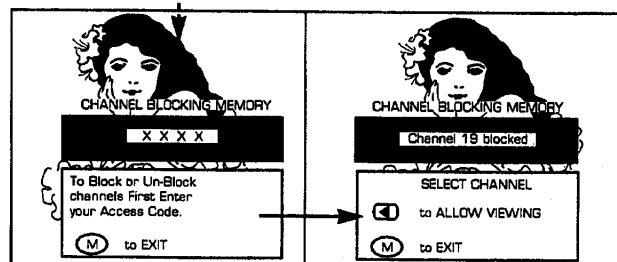 CHANNEL BLOCKING MEMORY
X X X X
To Block or Un-Block
channels First Enter
your Access Code.
M to EXIT
CHANNEL BLOCKING MEMORY
Channel 19 blocked
SELECT CHANNEL
to ALLOW VIEWING
M to EXIT